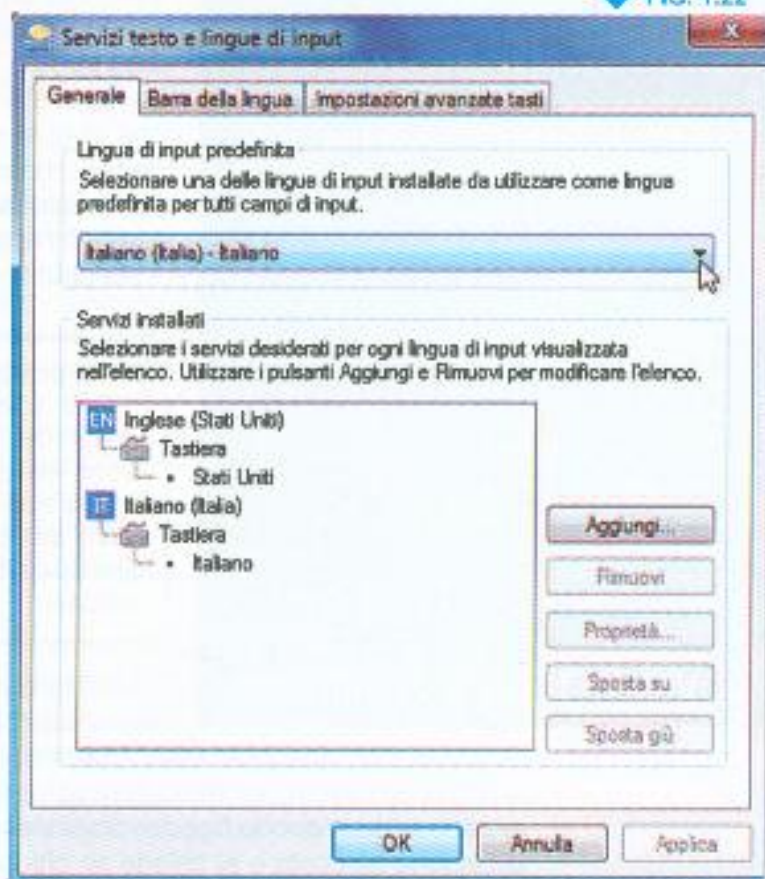 FIG. 1.22
Servizi testo e lingue di input
Generale
Barra della lingua
Impostazioni avanzate tasti
Lingua di input predefinita
Selezionare una delle lingue di input installate da utilizzare come lingua
predefinita per tutti campi di input.
Italiano (Italia) - Italiano
Servizi installati
Selezionare i servizi desiderati per ogni lingua di input visualizzata
nell'elenco. Utilizzare i pulsanti Aggiungi e Rimuovi per modificare l'elenco.
EN Inglese (Stati Uniti)
Tastiera
• Stati Uniti
IT Italiano (Italia)
Tastiera
• Italiano
Aggiungi...
Rimuovi
Proprietà...
Sposta su
Sposta giù
OK
Annulla
Applica